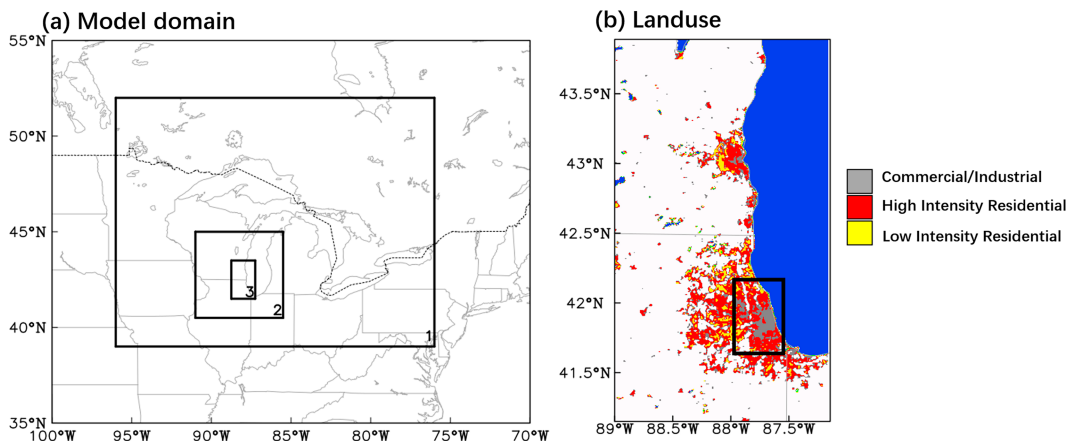 (a) Model domain
55°N
50°N
45°N
40°N
35°N
100°W
95°W
90°W
85°W
80°W
75°W
70°W
1
2
3
(b) Landuse
43.5°N
43°N
42.5°N
42°N
41.5°N
89°W
88.5°W
88°W
87.5°W
Commercial/Industrial
High Intensity Residential
Low Intensity Residential